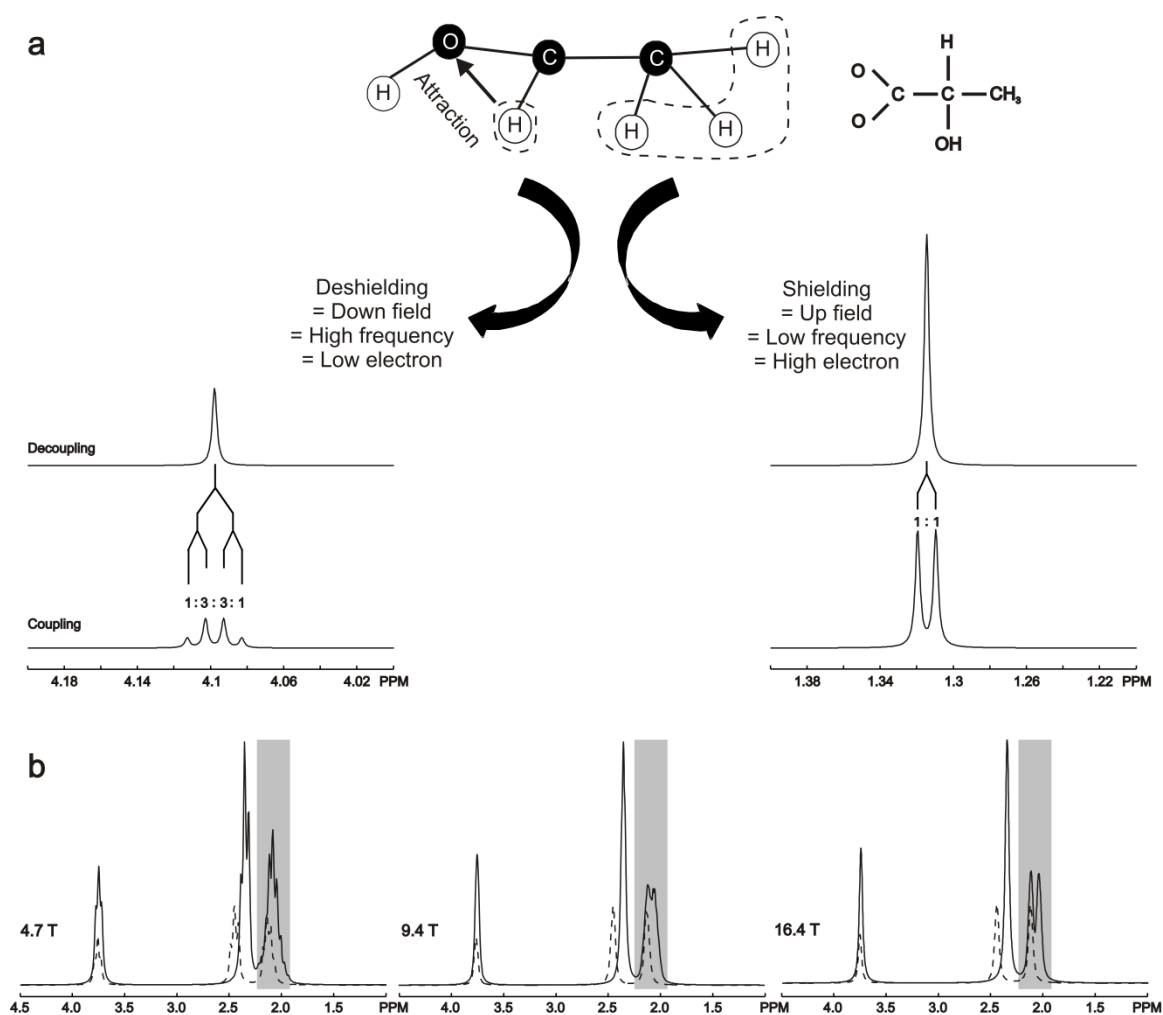 a
O C C H
H Attraction H H H
H
O
C C CH₃
O
OH
Deshielding
= Down field
= High frequency
= Low electron
Shielding
= Up field
= Low frequency
= High electron
Decoupling
1 : 3 : 3 : 1
1 : 1
Coupling
4.18 4.14 4.1 4.06 4.02 PPM
1.38 1.34 1.3 1.26 1.22 PPM
b
4.7 T
4.5 4.0 3.5 3.0 2.5 2.0 1.5 PPM
9.4 T
4.0 3.5 3.0 2.5 2.0 1.5 PPM
16.4 T
4.0 3.5 3.0 2.5 2.0 1.5 PPM